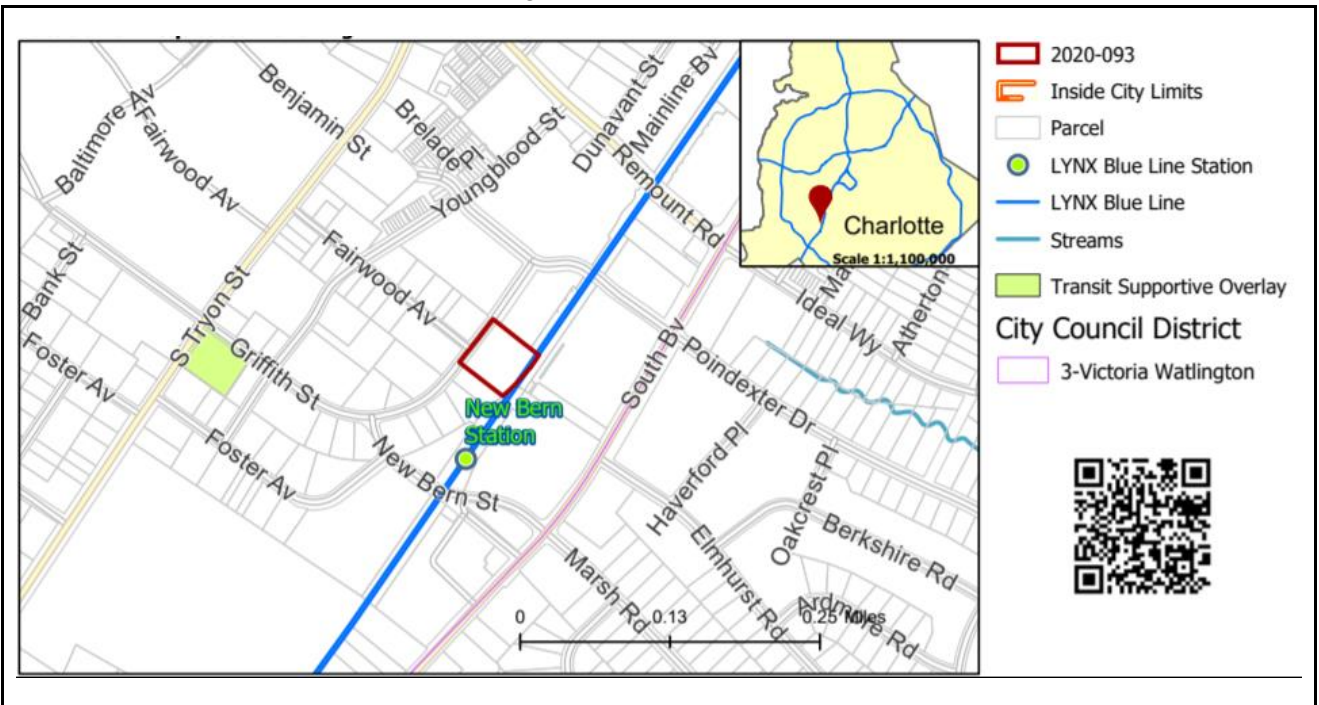 Baltimore Av
Fairwood Av
Benjamin St
Brelade Pl
Youngblood St
Dunavant St
Mainline Bv
Remount Rd
Charlotte
Scale 1:1,100,000
Bank St
S Tryon St
Fairwood Av
Foster Av
Griffith St
Foster Av
New Bern
Station
New Bern St
South Bv
Poindexter Dr
Ideal Wy
Atherton
Ma
Haverford Pl
Oakcrest Pl
Elmhurst Rd
Berkshire Rd
Ardmore Rd
Marsh Rd
0 0.13 0.25 Miles
2020-093
Inside City Limits
Parcel
LYNX Blue Line Station
LYNX Blue Line
Streams
Transit Supportive Overlay
City Council District
3-Victoria Watlington